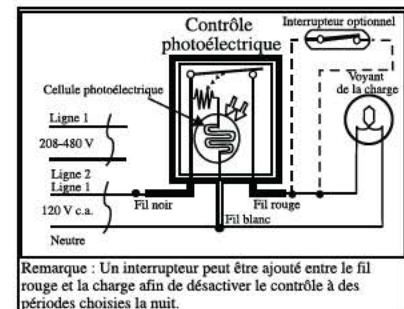 Contrôle
photoélectrique
Interrupteur optionnel
Cellule photoélectrique
Voyant
de la charge
Ligne 1
208-480 V
Ligne 2
Ligne 1
120 V c.a.
Neutre
Fil noir
Fil rouge
Fil blanc
Remarque : Un interrupteur peut être ajouté entre le fil
rouge et la charge afin de désactiver le contrôle à des
périodes choisies la nuit.